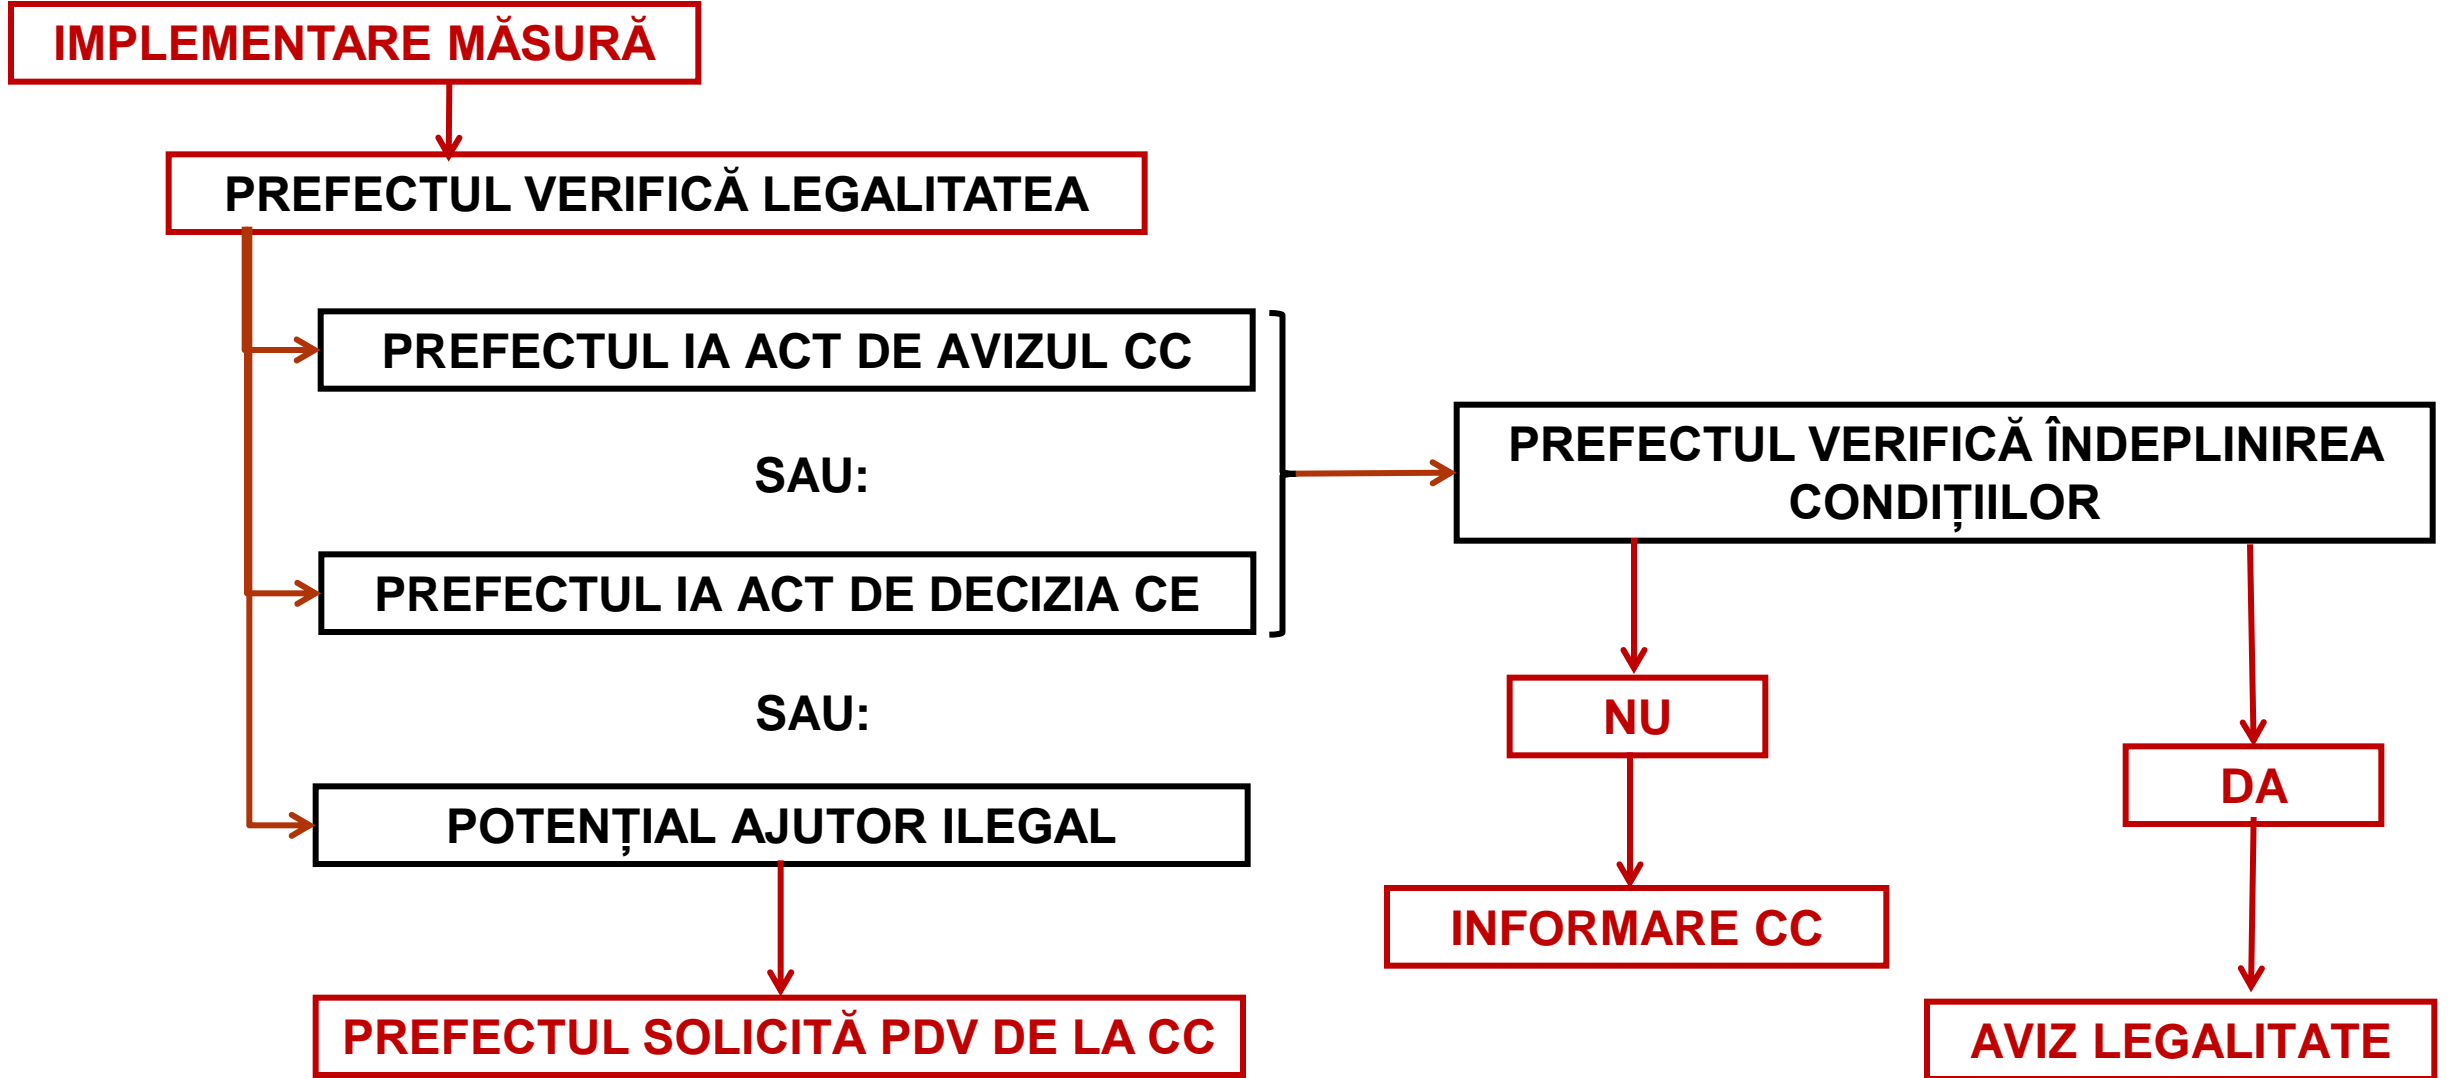 IMPLEMENTARE MĂSURĂ
PREFECTUL VERIFICĂ LEGALITATEA
PREFECTUL IA ACT DE AVIZUL CC
SAU:
PREFECTUL IA ACT DE DECIZIA CE
SAU:
POTENȚIAL AJUTOR ILEGAL
PREFECTUL SOLICITĂ PDV DE LA CC
PREFECTUL VERIFICĂ ÎNDEPLINIREA
CONDIȚIILOR
NU
INFORMARE CC
DA
AVIZ LEGALITATE